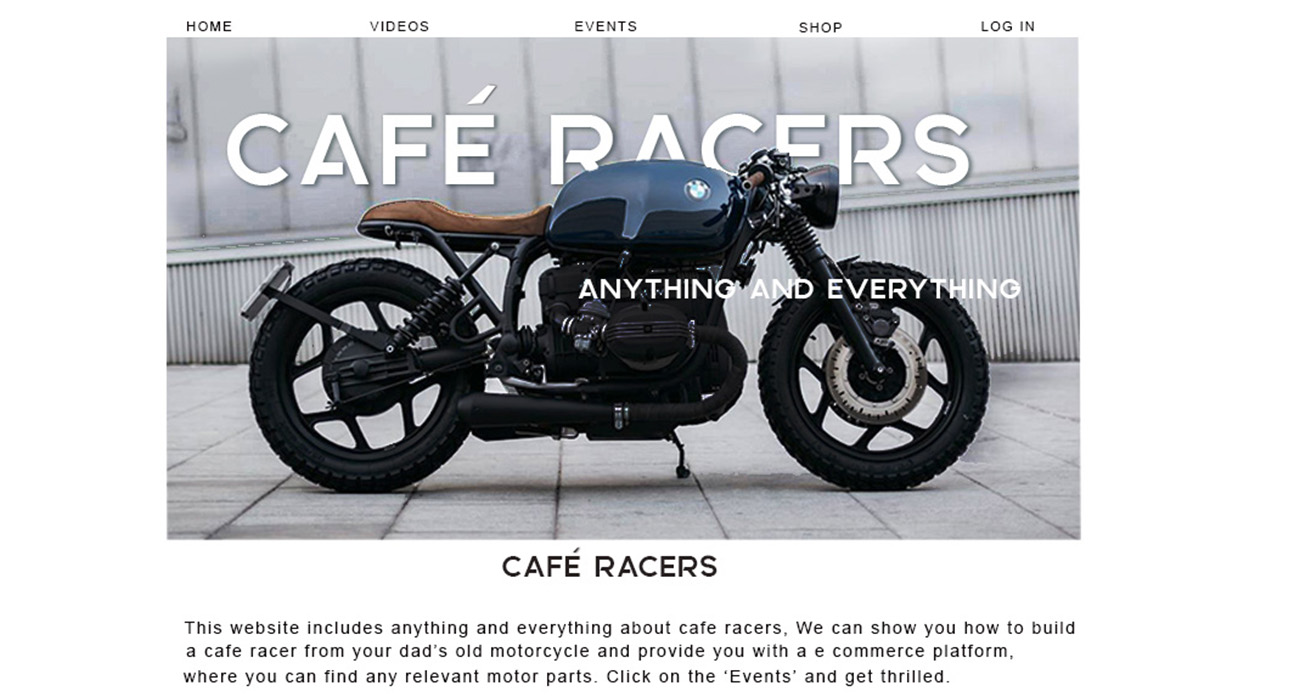 HOME VIDEOS EVENTS SHOP LOG IN
CAFÉ RACERS
ANYTHING AND EVERYTHING
CAFÉ RACERS
This website includes anything and everything about cafe racers, We can show you how to build
a cafe racer from your dad’s old motorcycle and provide you with a e commerce platform,
where you can find any relevant motor parts. Click on the ‘Events’ and get thrilled.